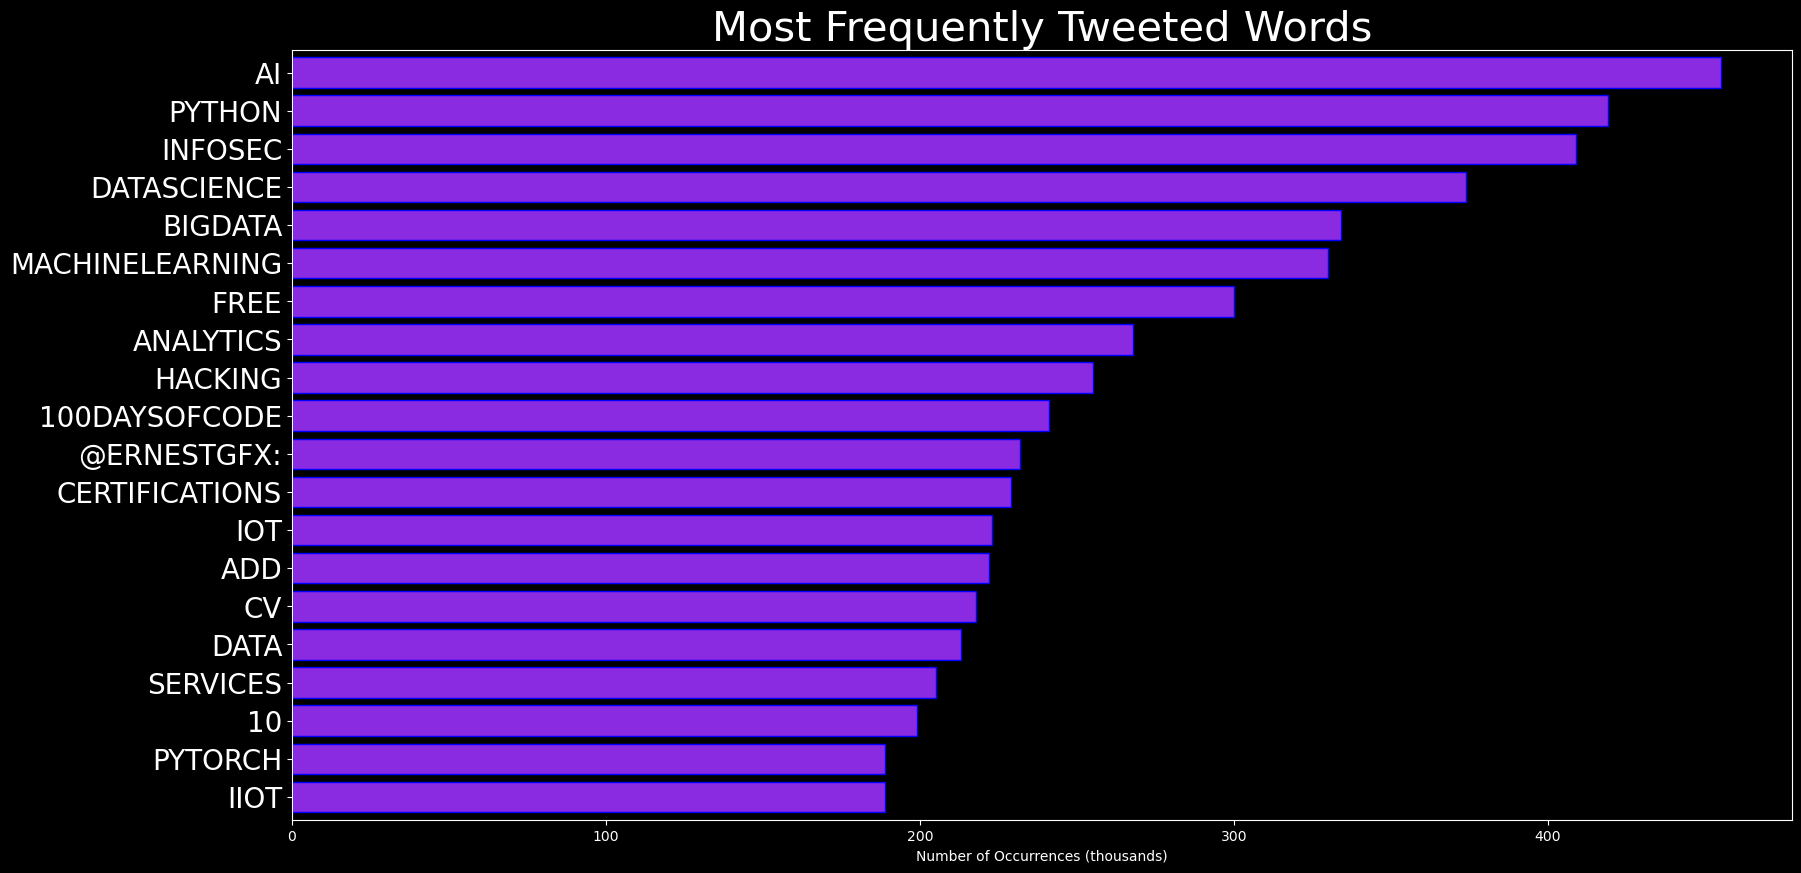 Most Frequently Tweeted Words
AI
PYTHON
INFOSEC
DATASCIENCE
BIGDATA
MACHINELEARNING
FREE
ANALYTICS
HACKING
100DAYSOFCODE
@ERNESTGFX:
CERTIFICATIONS
IOT
ADD
CV
DATA
SERVICES
10
PYTORCH
IIOT
0 100 200 300 400
Number of Occurrences (thousands)